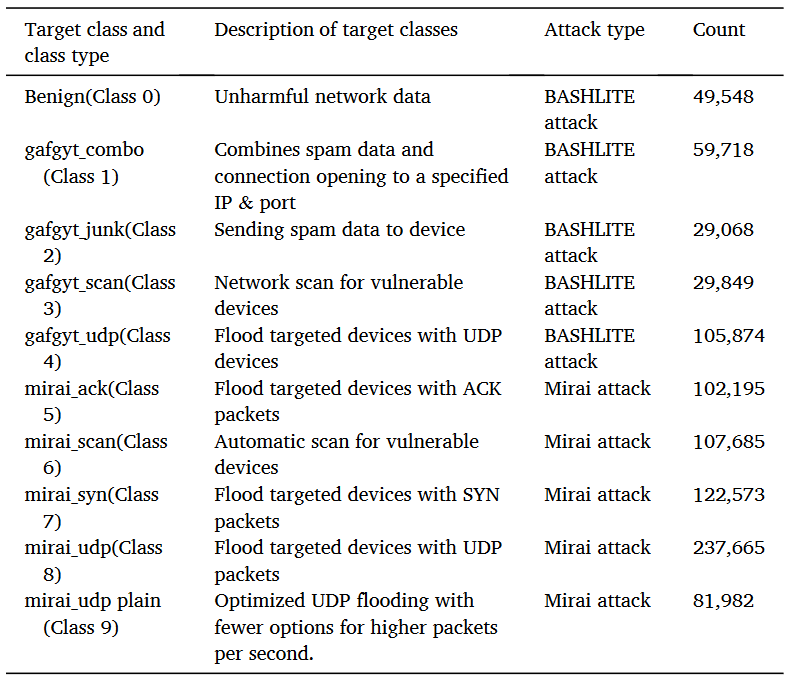 Target class and Description of target classes Attack type Count
class type
Benign(Class 0) Unharmful network data BASHLITE 49,548
attack
gafgyt_combo Combines spam data and BASHLITE 59,718
(Class 1) connection opening to a specified attack
IP & port
gafgyt_junk(Class Sending spam data to device BASHLITE 29,068
2) attack
gafgyt_scan(Class Network scan for vulnerable BASHLITE 29,849
3) devices attack
gafgyt_udp(Class Flood targeted devices with UDP BASHLITE 105,874
4) devices attack
mirai_ack(Class Flood targeted devices with ACK Mirai attack 102,195
5) packets
mirai_scan(Class Automatic scan for vulnerable Mirai attack 107,685
6) devices
mirai_syn(Class Flood targeted devices with SYN Mirai attack 122,573
7) packets
mirai_udp(Class Flood targeted devices with UDP Mirai attack 237,665
8) packets
mirai_udp plain Optimized UDP flooding with Mirai attack 81,982
(Class 9) fewer options for higher packets
per second.